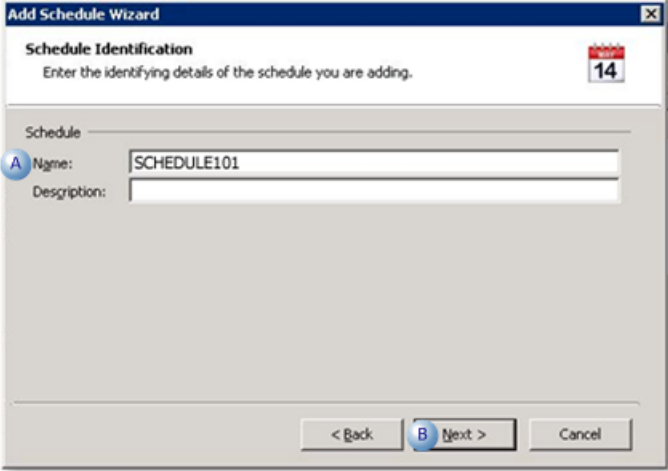 Add Schedule Wizard
Schedule Identification
Enter the identifying details of the schedule you are adding.
MAY
14
Schedule
A Name: SCHEDULE101
Description:
< Back B Next > Cancel